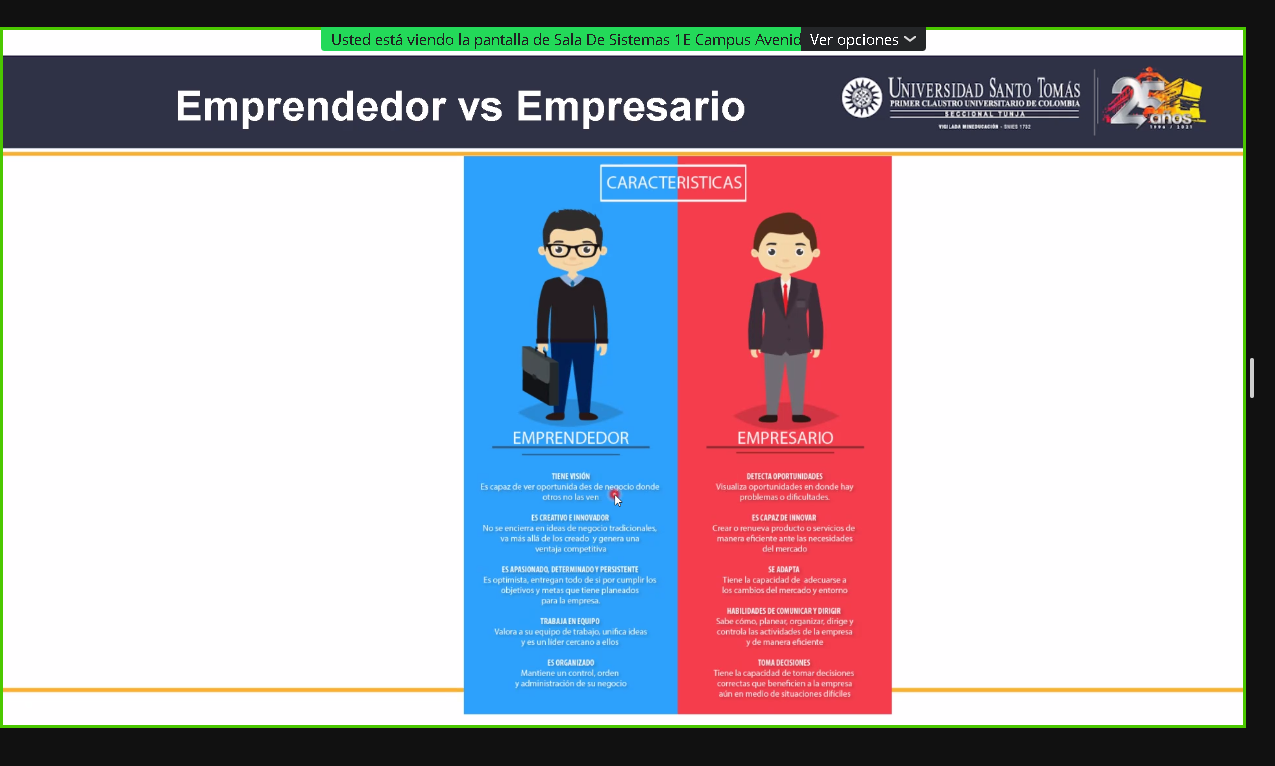 Usted está viendo la pantalla de Sala De Sistemas 1E Campus Avenid
Ver opciones
Emprendedor vs Empresario
UNIVERSIDAD SANTO TOMÁS
PRIMER CLAUSTRO UNIVERSITARIO DE COLOMBIA
SECCIONAL TUNJA
VIGILADA MINEDUCACIÓN - SNIES 1732
25
años
1996 / 2021
CARACTERISTICAS
EMPRENDEDOR
TIENE VISIÓN
Es capaz de ver oportunida des de negocio donde
otros no las ven
ES CREATIVO E INNOVADOR
No se encierra en ideas de negocio tradicionales,
va más allá de los creado y genera una
ventaja competitiva
ES APASIONADO, DETERMINADO Y PERSISTENTE
Es optimista, entregan todo de si por cumplir los
objetivos y metas que tiene planeados
para la empresa.
TRABAJA EN EQUIPO
Valora a su equipo de trabajo, unifica ideas
y es un líder cercano a ellos
ES ORGANIZADO
Mantiene un control, orden
y administración de su negocio
EMPRESARIO
DETECTA OPORTUNIDADES
Visualiza oportunidades en donde hay
problemas o dificultades.
ES CAPAZ DE INNOVAR
Crear o renueva producto o servicios de
manera eficiente ante las necesidades
del mercado
SE ADAPTA
Tiene la capacidad de adecuarse a
los cambios del mercado y entorno
HABILIDADES DE COMUNICAR Y DIRIGIR
Sabe cómo, planear, organizar, dirige y
controla las actividades de la empresa
y de manera eficiente
TOMA DECISIONES
Tiene la capacidad de tomar decisiones
correctas que beneficien a la empresa
aún en medio de situaciones difíciles